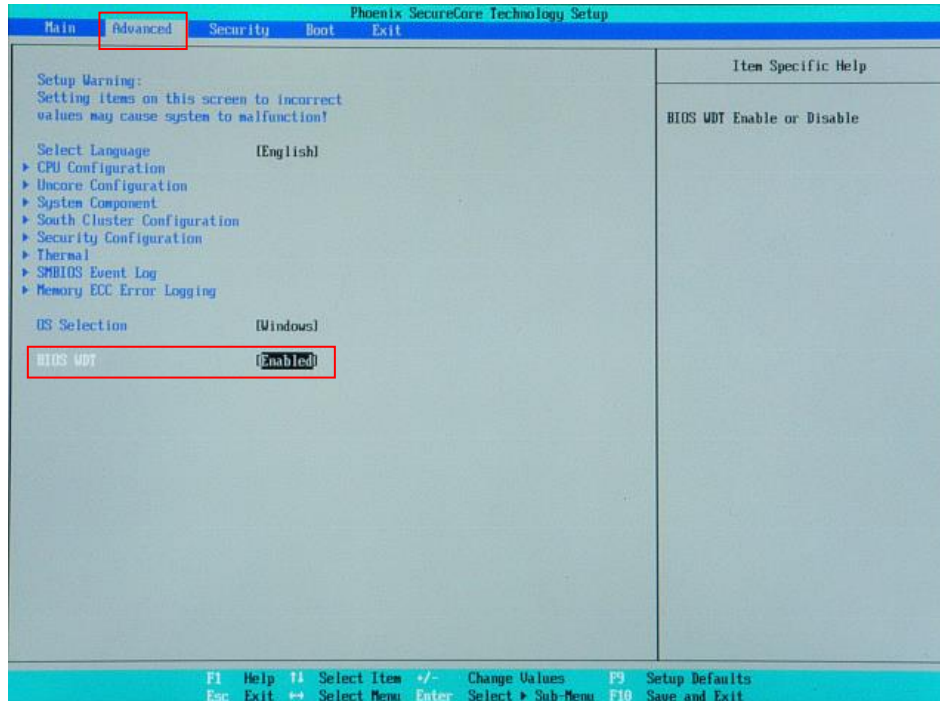 Phoenix SecureCore Technology Setup
Main Advanced Security Boot Exit
Item Specific Help
Setup Warning:
Setting items on this screen to incorrect
values may cause system to malfunction!
BIOS WDT Enable or Disable
Select Language [English]
▶ CPU Configuration
▶ Uncore Configuration
▶ System Component
▶ South Cluster Configuration
▶ Security Configuration
▶ Thermal
▶ SMBIOS Event Log
▶ Memory ECC Error Logging
OS Selection [Windows]
BIOS WDT [Enabled]
F1 Help ↑↓ Select Item +/- Change Values F9 Setup Defaults
Esc Exit ↔ Select Menu Enter Select ▶ Sub-Menu F10 Save and Exit